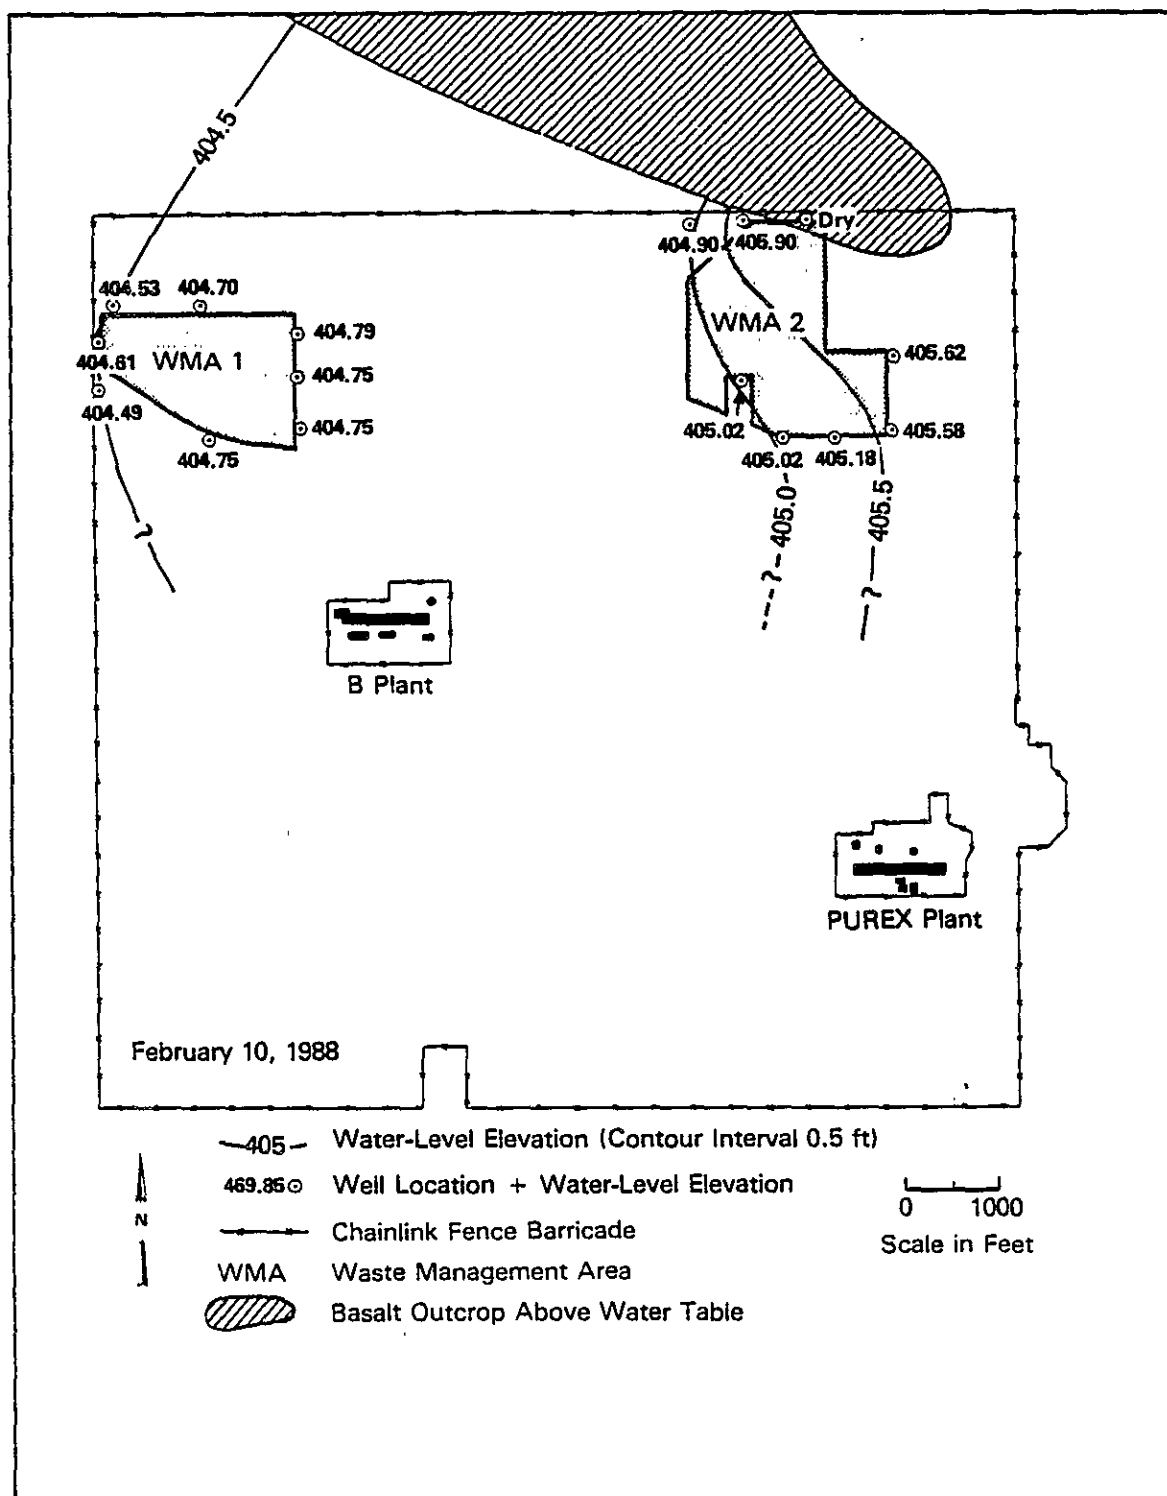 404.5
Dry
404.90
405.90
404.53
404.70
404.79
404.61
WMA 1
404.75
404.49
404.75
404.75
WMA 2
405.62
405.02
405.58
405.02
405.18
?
?-405.0
?-405.5
B Plant
PUREX Plant
February 10, 1988
405 Water-Level Elevation (Contour Interval 0.5 ft)
469.85 Well Location + Water-Level Elevation
N
Chainlink Fence Barricade
0 1000
Scale in Feet
WMA Waste Management Area
Basalt Outcrop Above Water Table